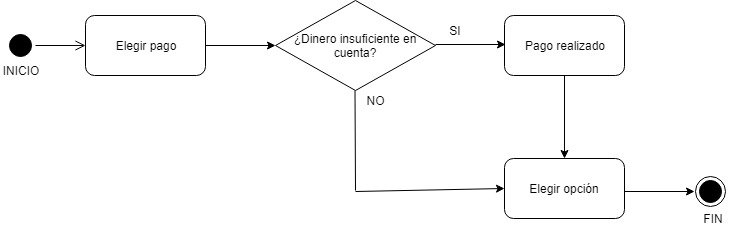 INICIO
Elegir pago
¿Dinero insuficiente en
cuenta?
SI
Pago realizado
NO
Elegir opción
FIN